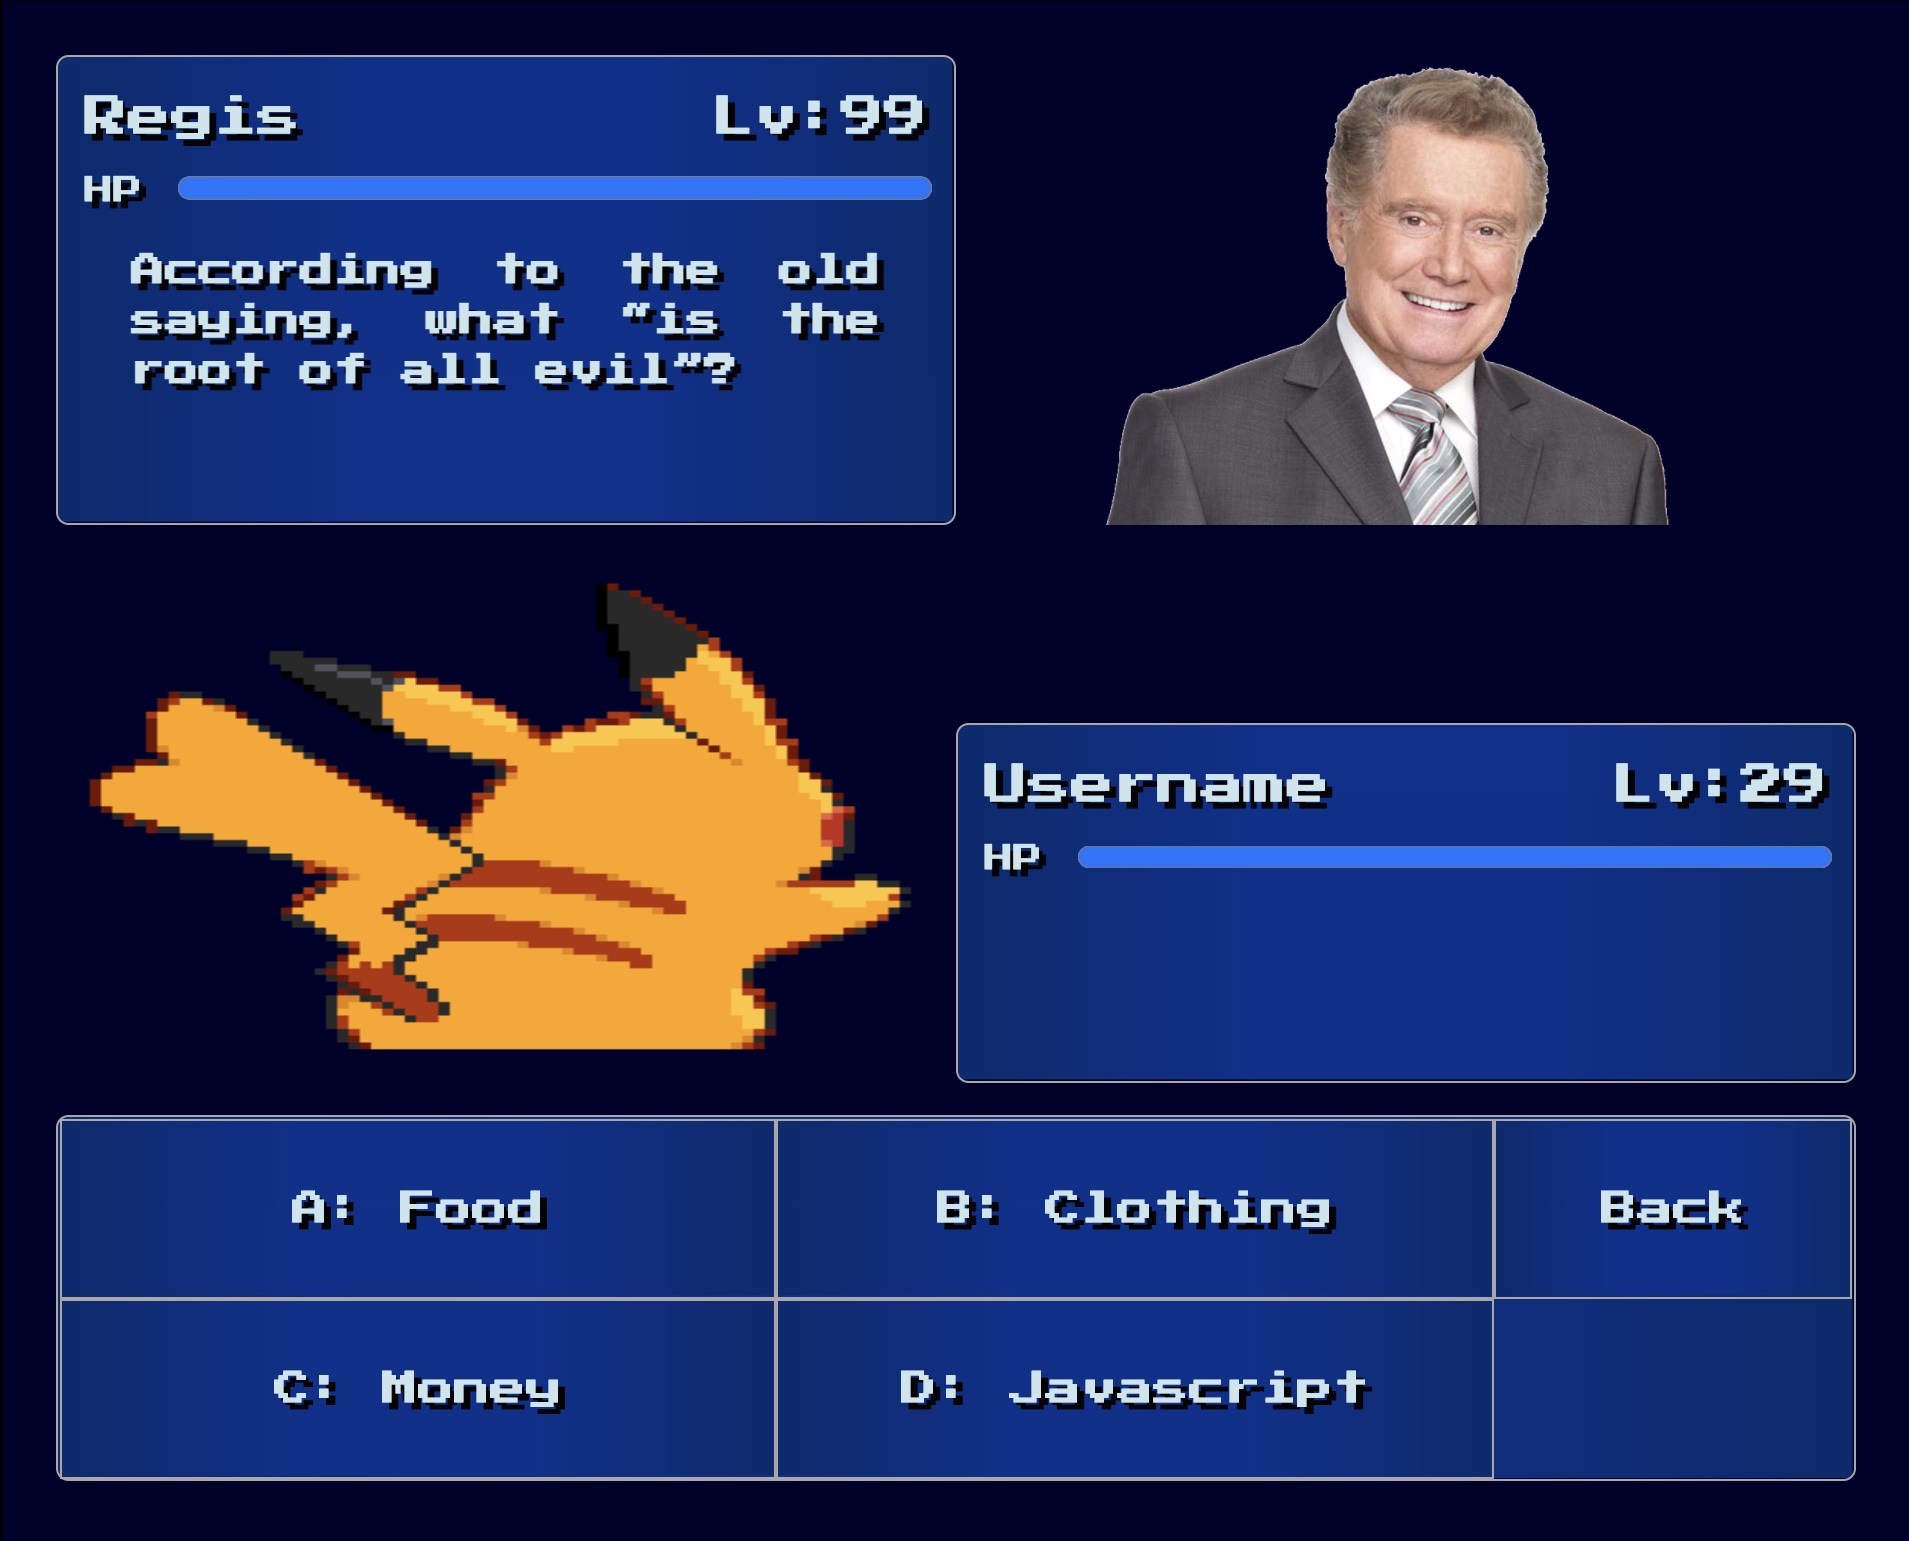 Regis Lv:99
HP
According to the old
saying, what "is the
root of all evil"?
Username Lv:29
HP
A: Food B: Clothing Back
C: Money D: Javascript